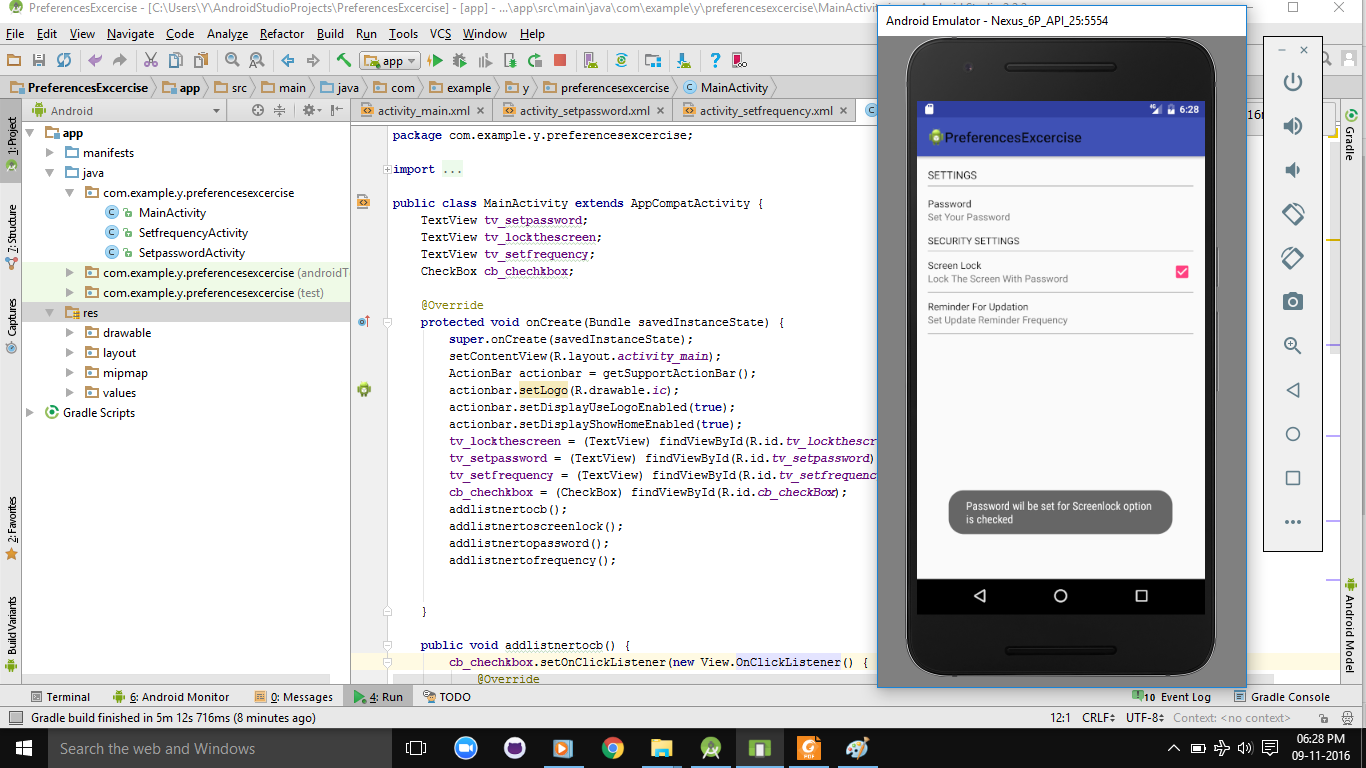 PreferencesExcercise - [C:\Users\Y\AndroidStudioProjects\PreferencesExcercise] - [app] - ...\app\src\main\java\com\example\y\preferencesexcercise\MainActivity
File Edit View Navigate Code Analyze Refactor Build Run Tools VCS Window Help
app
PreferencesExcercise app src main java com example y preferencesexcercise MainActivity
Android
activity_main.xml
activity_setpassword.xml
activity_setfrequency.xml
1: Project
7: Structure
Captures
2: Favorites
Build Variants
app
manifests
java
com.example.y.preferencesexcercise
MainActivity
SetfrequencyActivity
SetpasswordActivity
com.example.y.preferencesexcercise (androidT
com.example.y.preferencesexcercise (test)
res
drawable
layout
mipmap
values
Gradle Scripts
package com.example.y.preferencesexcercise;
import ...
public class MainActivity extends AppCompatActivity {
TextView tv_setpassword;
TextView tv_lockthescreen;
TextView tv_setfrequency;
CheckBox cb_chechkbox;
@Override
protected void onCreate(Bundle savedInstanceState) {
super.onCreate(savedInstanceState);
setContentView(R.layout.activity_main);
ActionBar actionbar = getSupportActionBar();
actionbar.setLogo(R.drawable.ic);
actionbar.setDisplayUseLogoEnabled(true);
actionbar.setDisplayShowHomeEnabled(true);
tv_lockthescreen = (TextView) findViewById(R.id.tv_lockthescr
tv_setpassword = (TextView) findViewById(R.id.tv_setpassword)
tv_setfrequency = (TextView) findViewById(R.id.tv_setfrequenc
cb_chechkbox = (CheckBox) findViewById(R.id.cb_checkBox);
addlistnertocb();
addlistnertoscreenlock();
addlistnertopassword();
addlistnertofrequency();
}
public void addlistnertocb() {
cb_chechkbox.setOnClickListener(new View.OnClickListener() {
@Override
Android Emulator - Nexus_6P_API_25:5554
6:28
PreferencesExcercise
SETTINGS
Password
Set Your Password
SECURITY SETTINGS
Screen Lock
Lock The Screen With Password
Reminder For Updation
Set Update Reminder Frequency
Password wil be set for Screenlock option
is checked
Gradle
Android Model
Terminal 6: Android Monitor 0: Messages 4: Run TODO 10 Event Log Gradle Console
Gradle build finished in 5m 12s 716ms (8 minutes ago) 12:1 CRLF UTF-8 Context: <no context>
Search the web and Windows
06:28 PM
09-11-2016